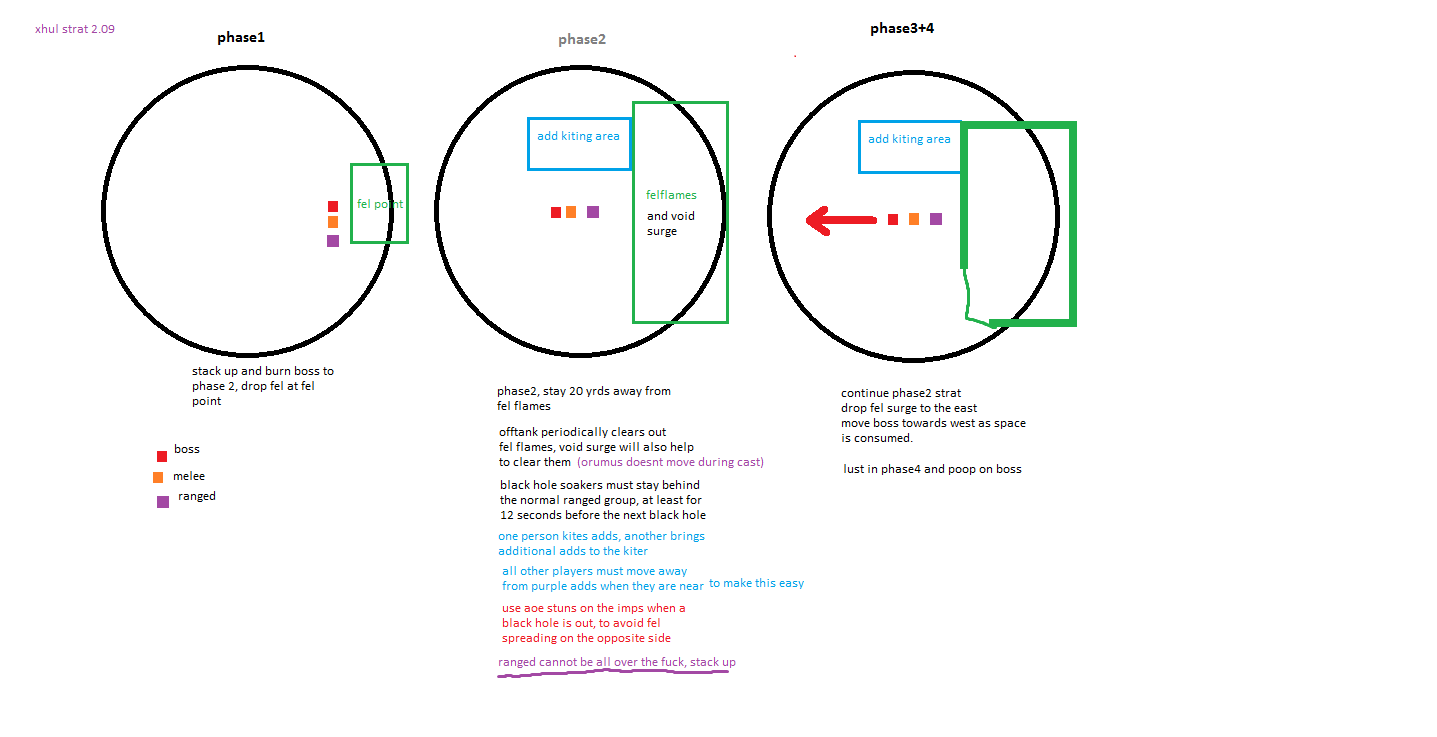 xhul strat 2.09
phase1
phase2
phase3+4
fel point
add kiting area
felflames
and void
surge
add kiting area
stack up and burn boss to
phase 2, drop fel at fel
point
boss
melee
ranged
phase2, stay 20 yrds away from
fel flames
offtank periodically clears out
fel flames, void surge will also help
to clear them (orumus doesnt move during cast)
black hole soakers must stay behind
the normal ranged group, at least for
12 seconds before the next black hole
one person kites adds, another brings
additional adds to the kiter
all other players must move away
from purple adds when they are near to make this easy
use aoe stuns on the imps when a
black hole is out, to avoid fel
spreading on the opposite side
ranged cannot be all over the fuck, stack up
continue phase2 strat
drop fel surge to the east
move boss towards west as space
is consumed.
lust in phase4 and poop on boss